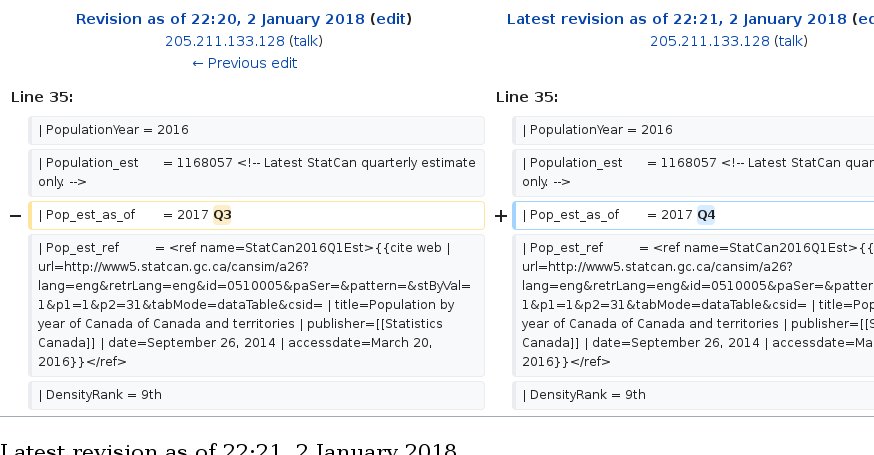 Revision as of 22:20, 2 January 2018 (edit)
205.211.133.128 (talk)
← Previous edit
Line 35:
| PopulationYear = 2016
| Population_est = 1168057 <!-- Latest StatCan quarterly estimate
only. -->
− | Pop_est_as_of = 2017 Q3
| Pop_est_ref = <ref name=StatCan2016Q1Est>{{cite web |
url=http://www5.statcan.gc.ca/cansim/a26?
lang=eng&retrLang=eng&id=0510005&paSer=&pattern=&stByVal=
1&p1=1&p2=31&tabMode=dataTable&csid= | title=Population by
year of Canada of Canada and territories | publisher=[[Statistics
Canada]] | date=September 26, 2014 | accessdate=March 20,
2016}}</ref>
| DensityRank = 9th
Latest revision as of 22:21, 2 January 2018 (ed
205.211.133.128 (talk)
Line 35:
| PopulationYear = 2016
| Population_est = 1168057 <!-- Latest StatCan quar
only. -->
+ | Pop_est_as_of = 2017 Q4
| Pop_est_ref = <ref name=StatCan2016Q1Est>{{
url=http://www5.statcan.gc.ca/cansim/a26?
lang=eng&retrLang=eng&id=0510005&paSer=&patter
1&p1=1&p2=31&tabMode=dataTable&csid= | title=Pop
year of Canada of Canada and territories | publisher=[[S
Canada]] | date=September 26, 2014 | accessdate=Ma
2016}}</ref>
| DensityRank = 9th
Latest revision as of 22:21, 2 January 2018